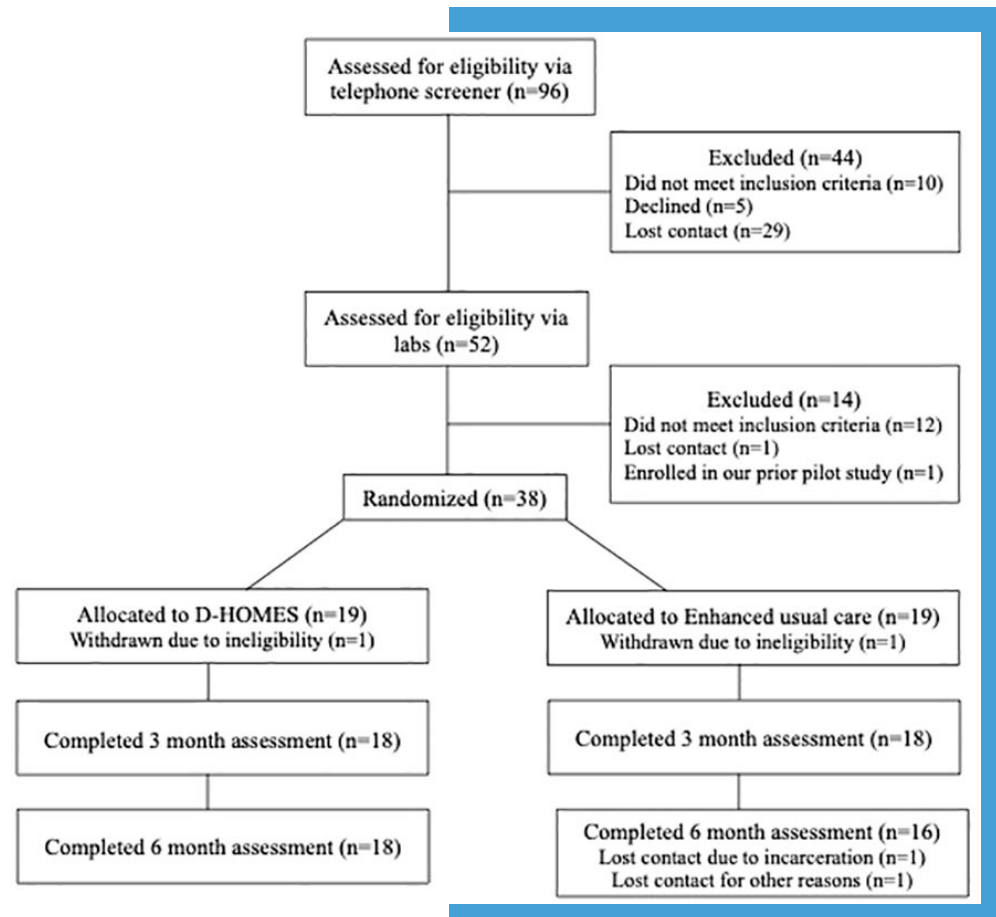 Assessed for eligibility via
telephone screener (n=96)
Excluded (n=44)
Did not meet inclusion criteria (n=10)
Declined (n=5)
Lost contact (n=29)
Assessed for eligibility via
labs (n=52)
Excluded (n=14)
Did not meet inclusion criteria (n=12)
Lost contact (n=1)
Enrolled in our prior pilot study (n=1)
Randomized (n=38)
Allocated to D-HOMES (n=19)
Withdrawn due to ineligibility (n=1)
Allocated to Enhanced usual care (n=19)
Withdrawn due to ineligibility (n=1)
Completed 3 month assessment (n=18)
Completed 3 month assessment (n=18)
Completed 6 month assessment (n=18)
Completed 6 month assessment (n=16)
Lost contact due to incarceration (n=1)
Lost contact for other reasons (n=1)